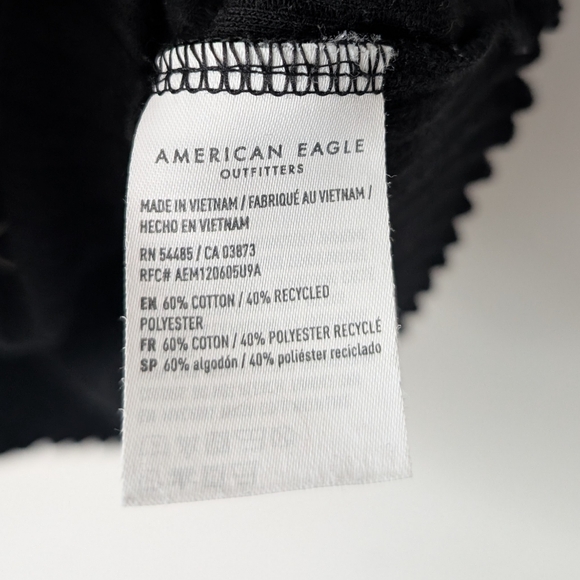 AMERICAN EAGLE
OUTFITTERS
MADE IN VIETNAM / FABRIQUÉ AU VIETNAM /
HECHO EN VIETNAM
RN 54485 / CA 03873
RFC# AEM120605U9A
EN 60% COTTON / 40% RECYCLED
POLYESTER
FR 60% COTON / 40% POLYESTER RECYCLÉ
SP 60% algodón / 40% poliéster reciclado